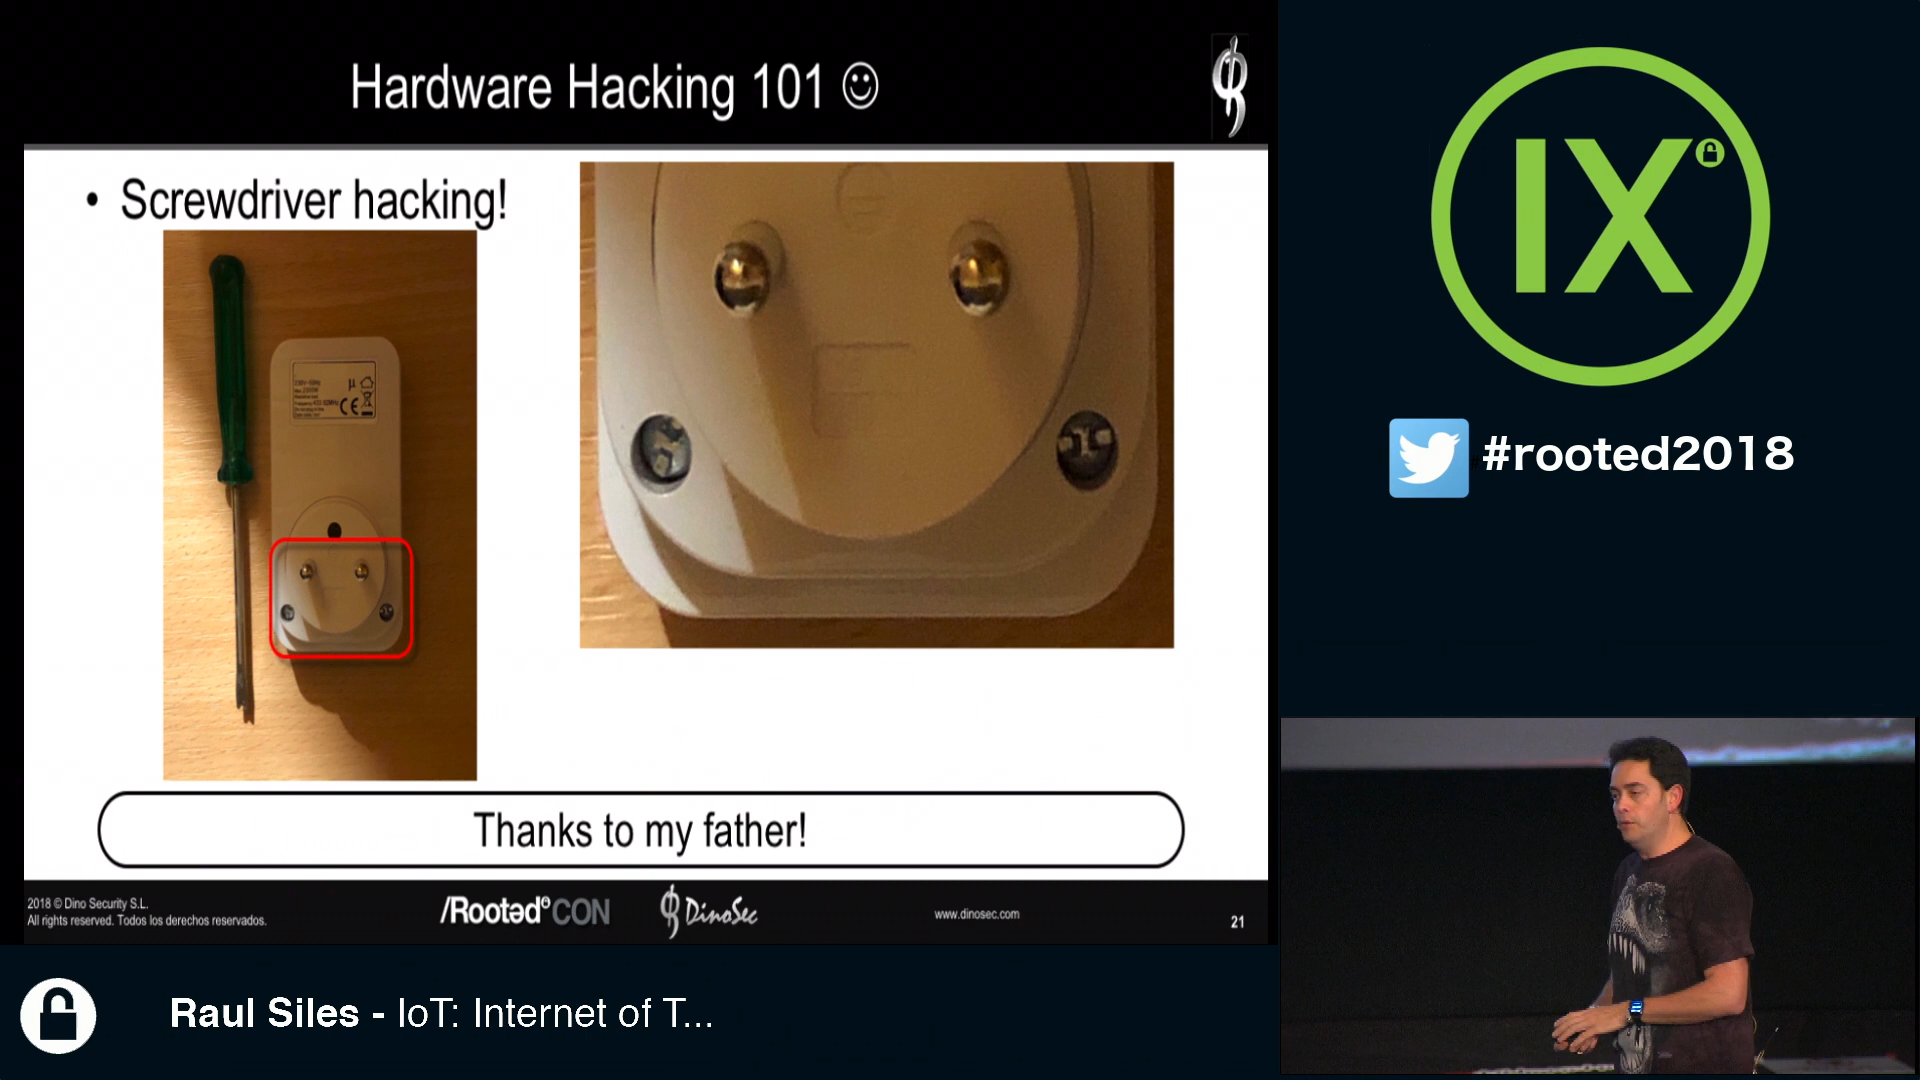 Hardware Hacking 101 ☺
• Screwdriver hacking!
CE
Thanks to my father!
2018 © Dino Security S.L.
All rights reserved. Todos los derechos reservados.
/Rooted CON
DinoSec
www.dinosec.com
21
IX
#rooted2018
Raul Siles - IoT: Internet of T...